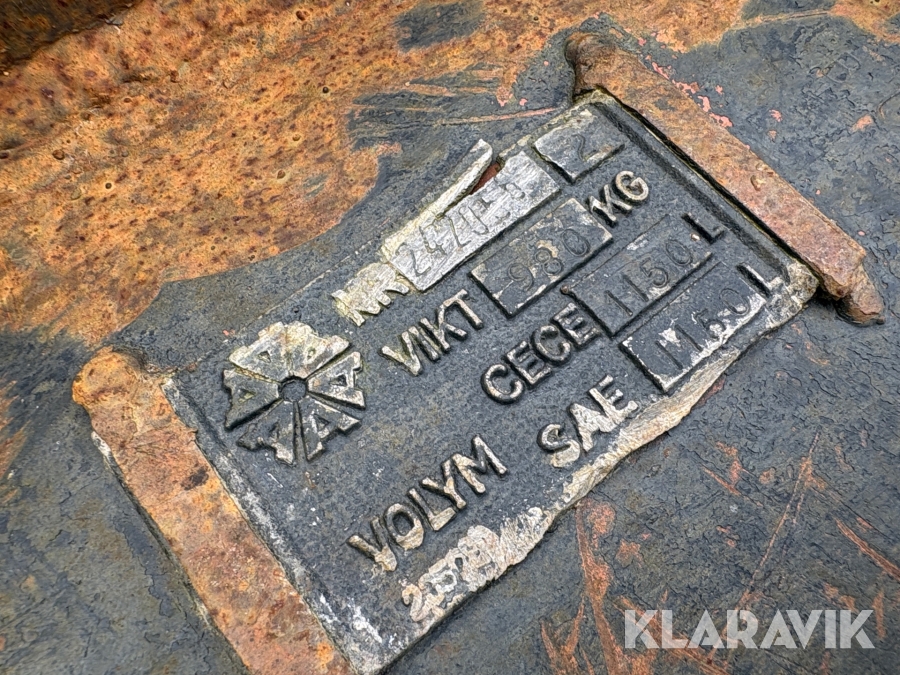 NR
VIKT 980 KG
CECE 1150 L
VOLYM SAE 1150 L
KLARAVIK